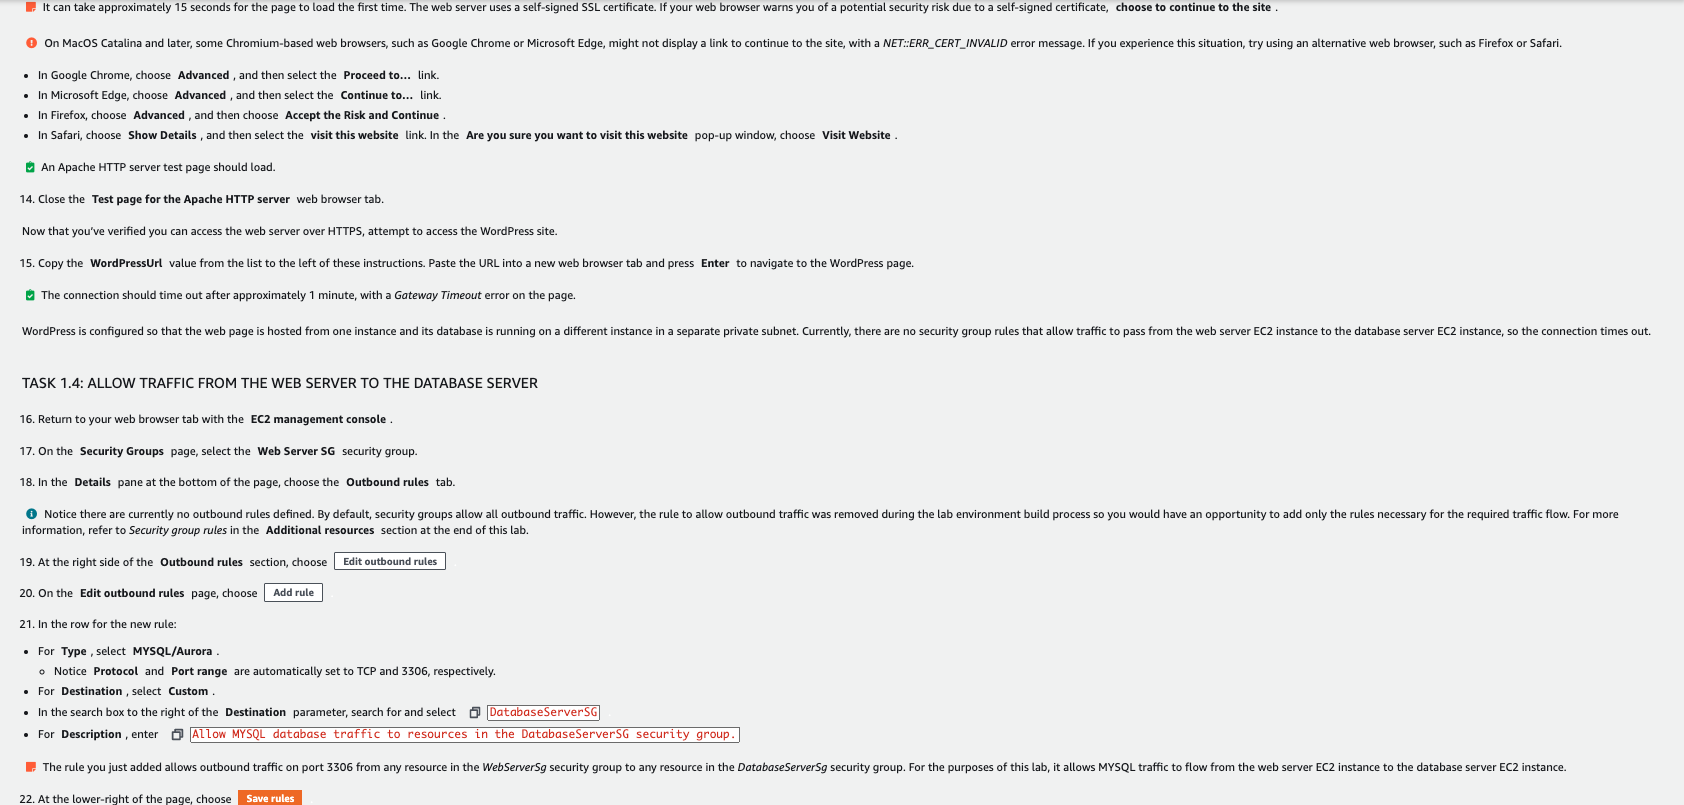 It can take approximately 15 seconds for the page to load the first time. The web server uses a self-signed SSL certificate. If your web browser warns you of a potential security risk due to a self-signed certificate, choose to continue to the site .
On MacOS Catalina and later, some Chromium-based web browsers, such as Google Chrome or Microsoft Edge, might not display a link to continue to the site, with a NET::ERR_CERT_INVALID error message. If you experience this situation, try using an alternative web browser, such as Firefox or Safari.
• In Google Chrome, choose Advanced , and then select the Proceed to... link.
• In Microsoft Edge, choose Advanced , and then select the Continue to... link.
• In Firefox, choose Advanced , and then choose Accept the Risk and Continue .
• In Safari, choose Show Details , and then select the visit this website link. In the Are you sure you want to visit this website pop-up window, choose Visit Website .
An Apache HTTP server test page should load.
14. Close the Test page for the Apache HTTP server web browser tab.
Now that you've verified you can access the web server over HTTPS, attempt to access the WordPress site.
15. Copy the WordPressUrl value from the list to the left of these instructions. Paste the URL into a new web browser tab and press Enter to navigate to the WordPress page.
The connection should time out after approximately 1 minute, with a Gateway Timeout error on the page.
WordPress is configured so that the web page is hosted from one instance and its database is running on a different instance in a separate private subnet. Currently, there are no security group rules that allow traffic to pass from the web server EC2 instance to the database server EC2 instance, so the connection times out.
TASK 1.4: ALLOW TRAFFIC FROM THE WEB SERVER TO THE DATABASE SERVER
16. Return to your web browser tab with the EC2 management console .
17. On the Security Groups page, select the Web Server SG security group.
18. In the Details pane at the bottom of the page, choose the Outbound rules tab.
Notice there are currently no outbound rules defined. By default, security groups allow all outbound traffic. However, the rule to allow outbound traffic was removed during the lab environment build process so you would have an opportunity to add only the rules necessary for the required traffic flow. For more
information, refer to Security group rules in the Additional resources section at the end of this lab.
19. At the right side of the Outbound rules section, choose Edit outbound rules
20. On the Edit outbound rules page, choose Add rule
21. In the row for the new rule:
• For Type , select MYSQL/Aurora .
◦ Notice Protocol and Port range are automatically set to TCP and 3306, respectively.
• For Destination , select Custom .
• In the search box to the right of the Destination parameter, search for and select DatabaseServerSG
• For Description , enter Allow MYSQL database traffic to resources in the DatabaseServerSG security group.
The rule you just added allows outbound traffic on port 3306 from any resource in the WebServerSg security group to any resource in the DatabaseServerSg security group. For the purposes of this lab, it allows MYSQL traffic to flow from the web server EC2 instance to the database server EC2 instance.
22. At the lower-right of the page, choose Save rules